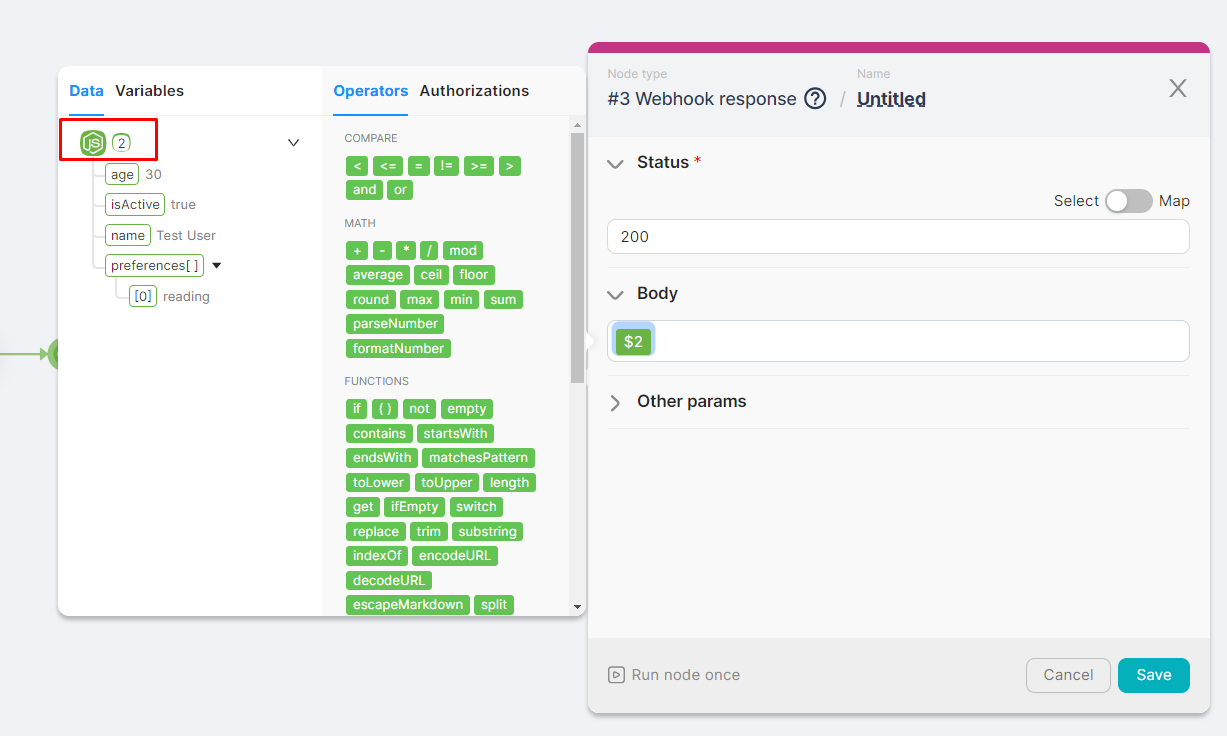 Data Variables
JS 2
age 30
isActive true
name Test User
preferences[ ]
[0] reading
Operators Authorizations
COMPARE
< <= = != >= >
and or
MATH
+ - * / mod
average ceil floor
round max min sum
parseNumber
formatNumber
FUNCTIONS
if ( ) not empty
contains startsWith
endsWith matchesPattern
toLower toUpper length
get ifEmpty switch
replace trim substring
indexOf encodeURL
decodeURL
escapeMarkdown split
Node type
#3 Webhook response ? /
Name
Untitled
X
Status *
Select Map
200
Body
$2
Other params
Run node once
Cancel Save